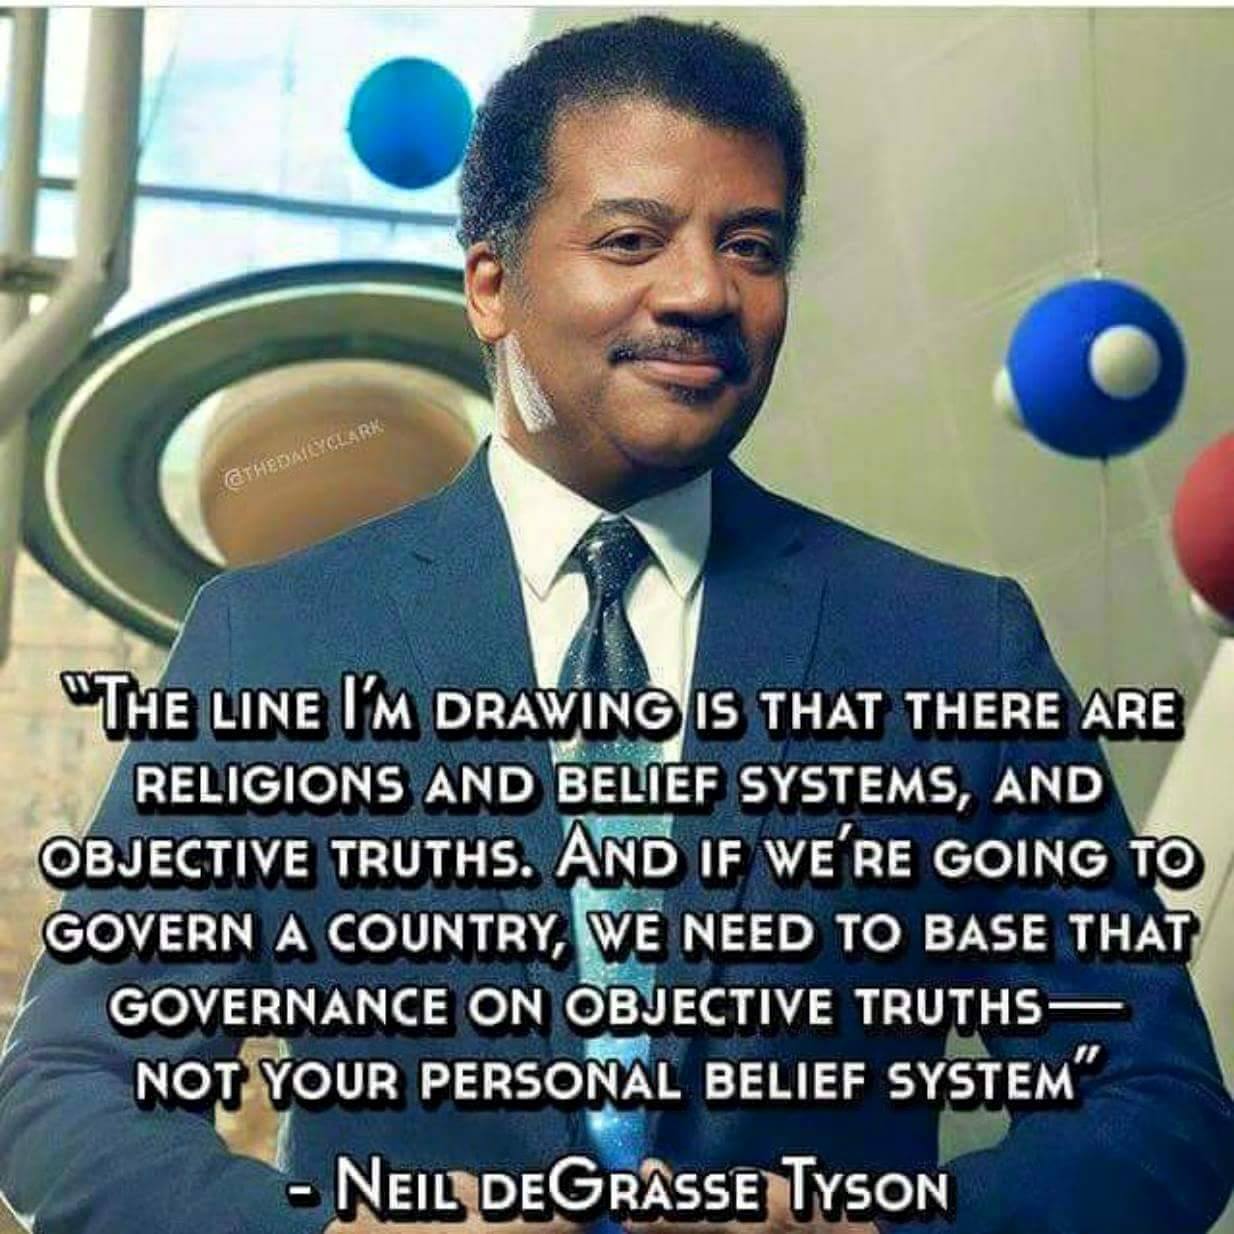 @THEDAILYCLARK
"THE LINE I'M DRAWING IS THAT THERE ARE
RELIGIONS AND BELIEF SYSTEMS, AND
OBJECTIVE TRUTHS. AND IF WE'RE GOING TO
GOVERN A COUNTRY, WE NEED TO BASE THAT
GOVERNANCE ON OBJECTIVE TRUTHS—
NOT YOUR PERSONAL BELIEF SYSTEM"
- NEIL DEGRASSE TYSON